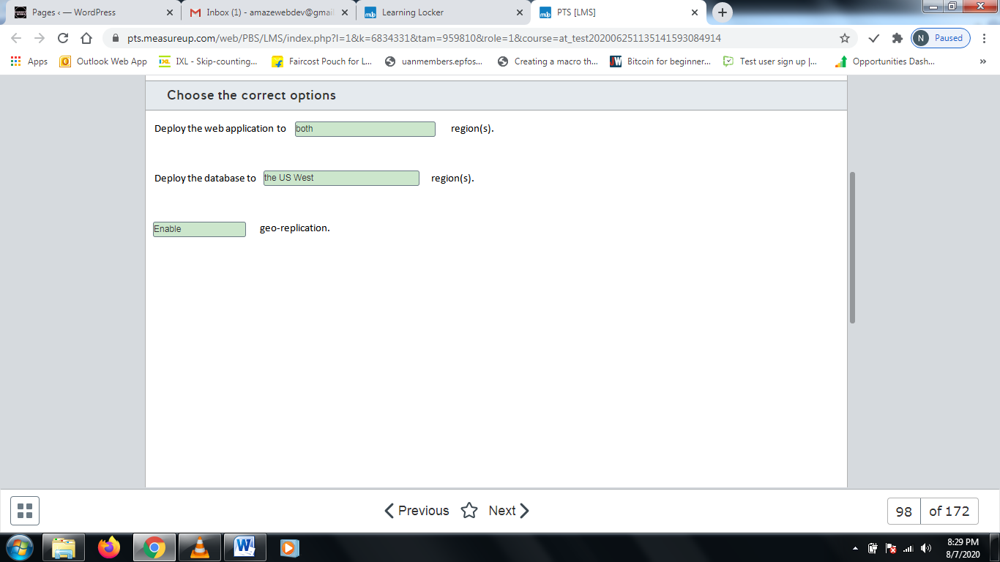 Pages ‹ — WordPress
Inbox (1) - amazewebdev@gmai
Learning Locker
PTS [LMS]
pts.measureup.com/web/PBS/LMS/index.php?l=1&k=6834331&tam=959810&role=1&course=at_test2020062511351415930849​14
N Paused
Apps
Outlook Web App
IXL - Skip-counting...
Faircost Pouch for L...
uanmembers.epfos...
Creating a macro th...
Bitcoin for beginner...
Test user sign up |...
Opportunities Dash...
»
Choose the correct options
Deploy the web application to both region(s).
Deploy the database to the US West region(s).
Enable geo-replication.
Previous
Next
98 of 172
8:29 PM
8/7/2020